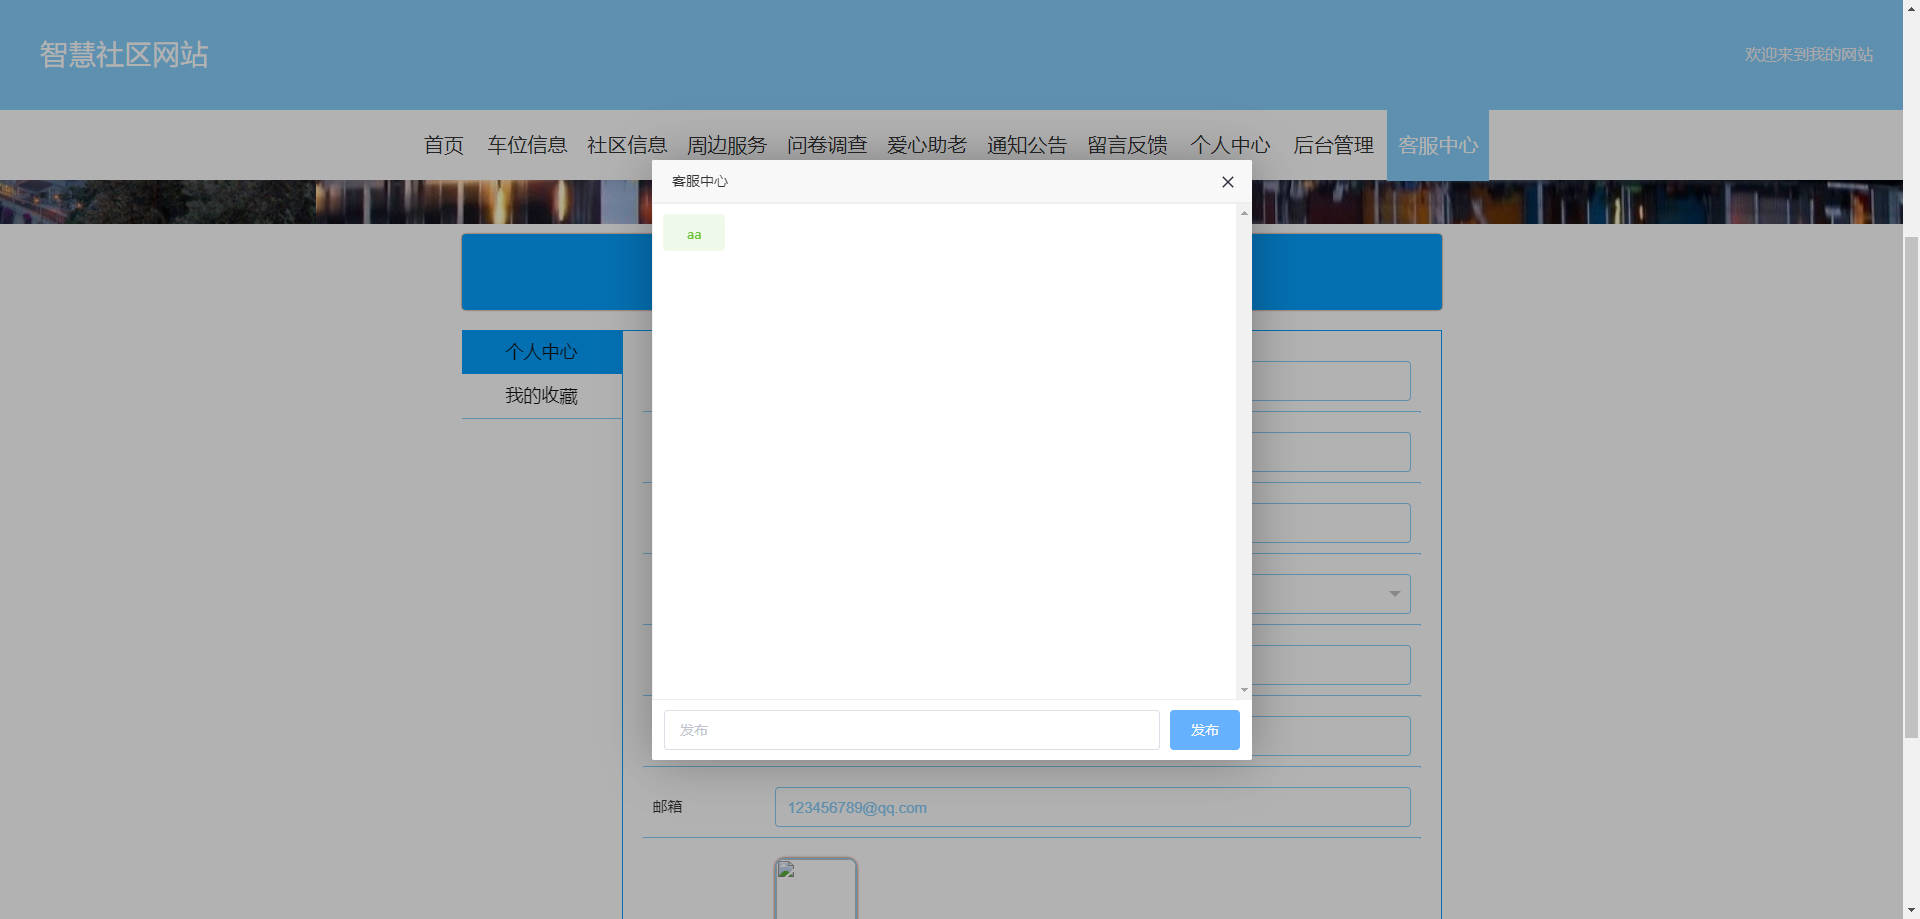 智慧社区网站
欢迎来到我的网站
首页 车位信息 社区信息 周边服务 问卷调查 爱心助老 通知公告 留言反馈 个人中心 后台管理 客服中心
客服中心
aa
个人中心
我的收藏
发布 发布
邮箱 123456789@qq.com